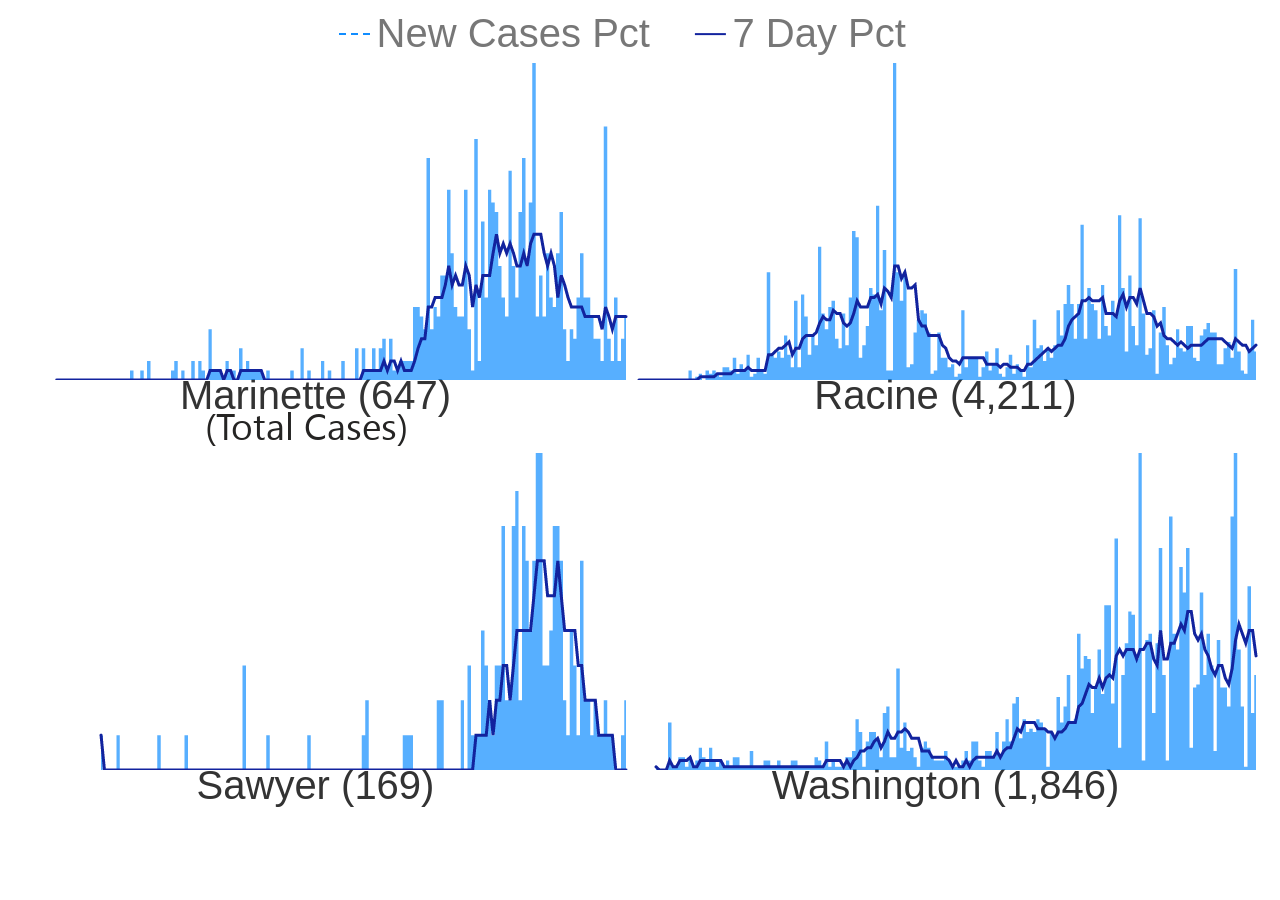 New Cases Pct 7 Day Pct
Marinette (647)
(Total Cases)
Racine (4,211)
Sawyer (169)
Washington (1,846)